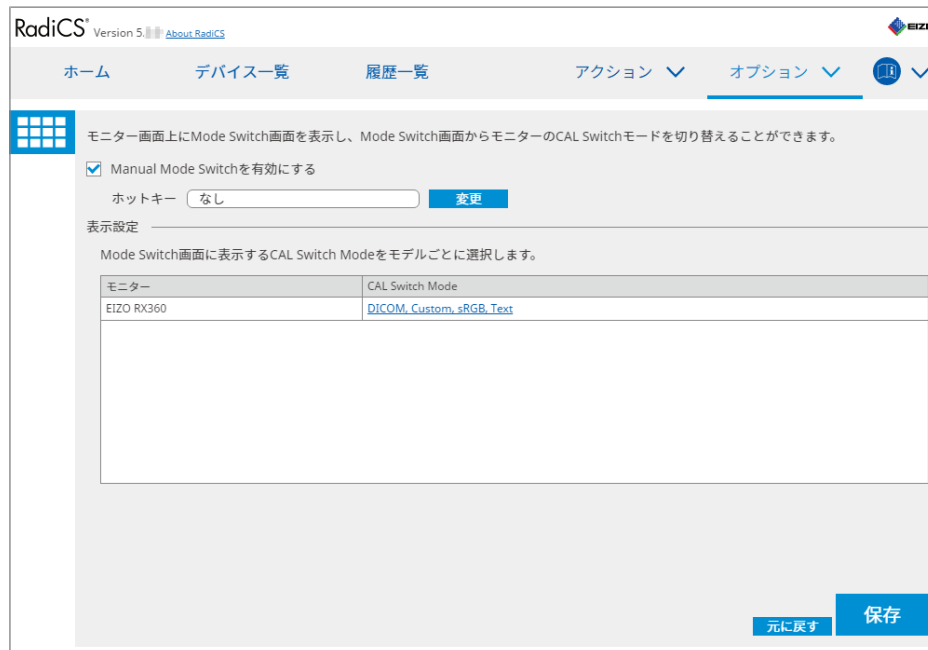 RadiCS® Version 5. About RadiCS
EIZ
ホーム デバイス一覧 履歴一覧 アクション オプション
モニター画面上にMode Switch画面を表示し、Mode Switch画面からモニターのCAL Switchモードを切り替えることができます。
Manual Mode Switchを有効にする
ホットキー なし 変更
表示設定
Mode Switch画面に表示するCAL Switch Modeをモデルごとに選択します。
モニター CAL Switch Mode
EIZO RX360 DICOM, Custom, sRGB, Text
保存
元に戻す